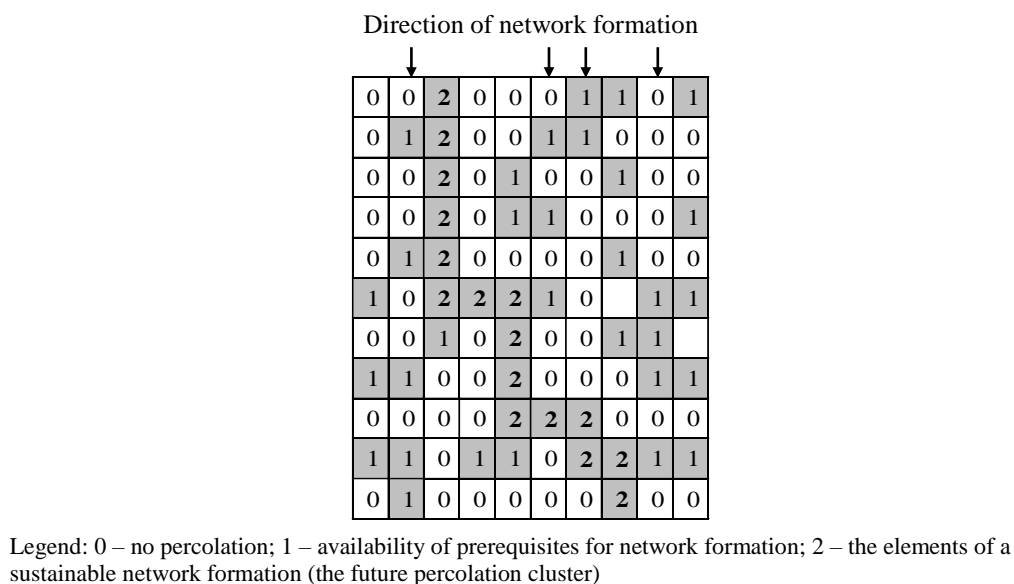 Direction of network formation
0 0 2 0 0 0 1 1 0 1
0 1 2 0 0 1 1 0 0 0
0 0 2 0 1 0 0 1 0 0
0 0 2 0 1 1 0 0 0 1
0 1 2 0 0 0 0 1 0 0
1 0 2 2 2 1 0 1 1
0 0 1 0 2 0 0 1 1
1 1 0 0 2 0 0 0 1 1
0 0 0 0 2 2 2 0 0 0
1 1 0 1 1 0 2 2 1 1
0 1 0 0 0 0 0 2 0 0
Legend: 0 – no percolation; 1 – availability of prerequisites for network formation; 2 – the elements of a
sustainable network formation (the future percolation cluster)